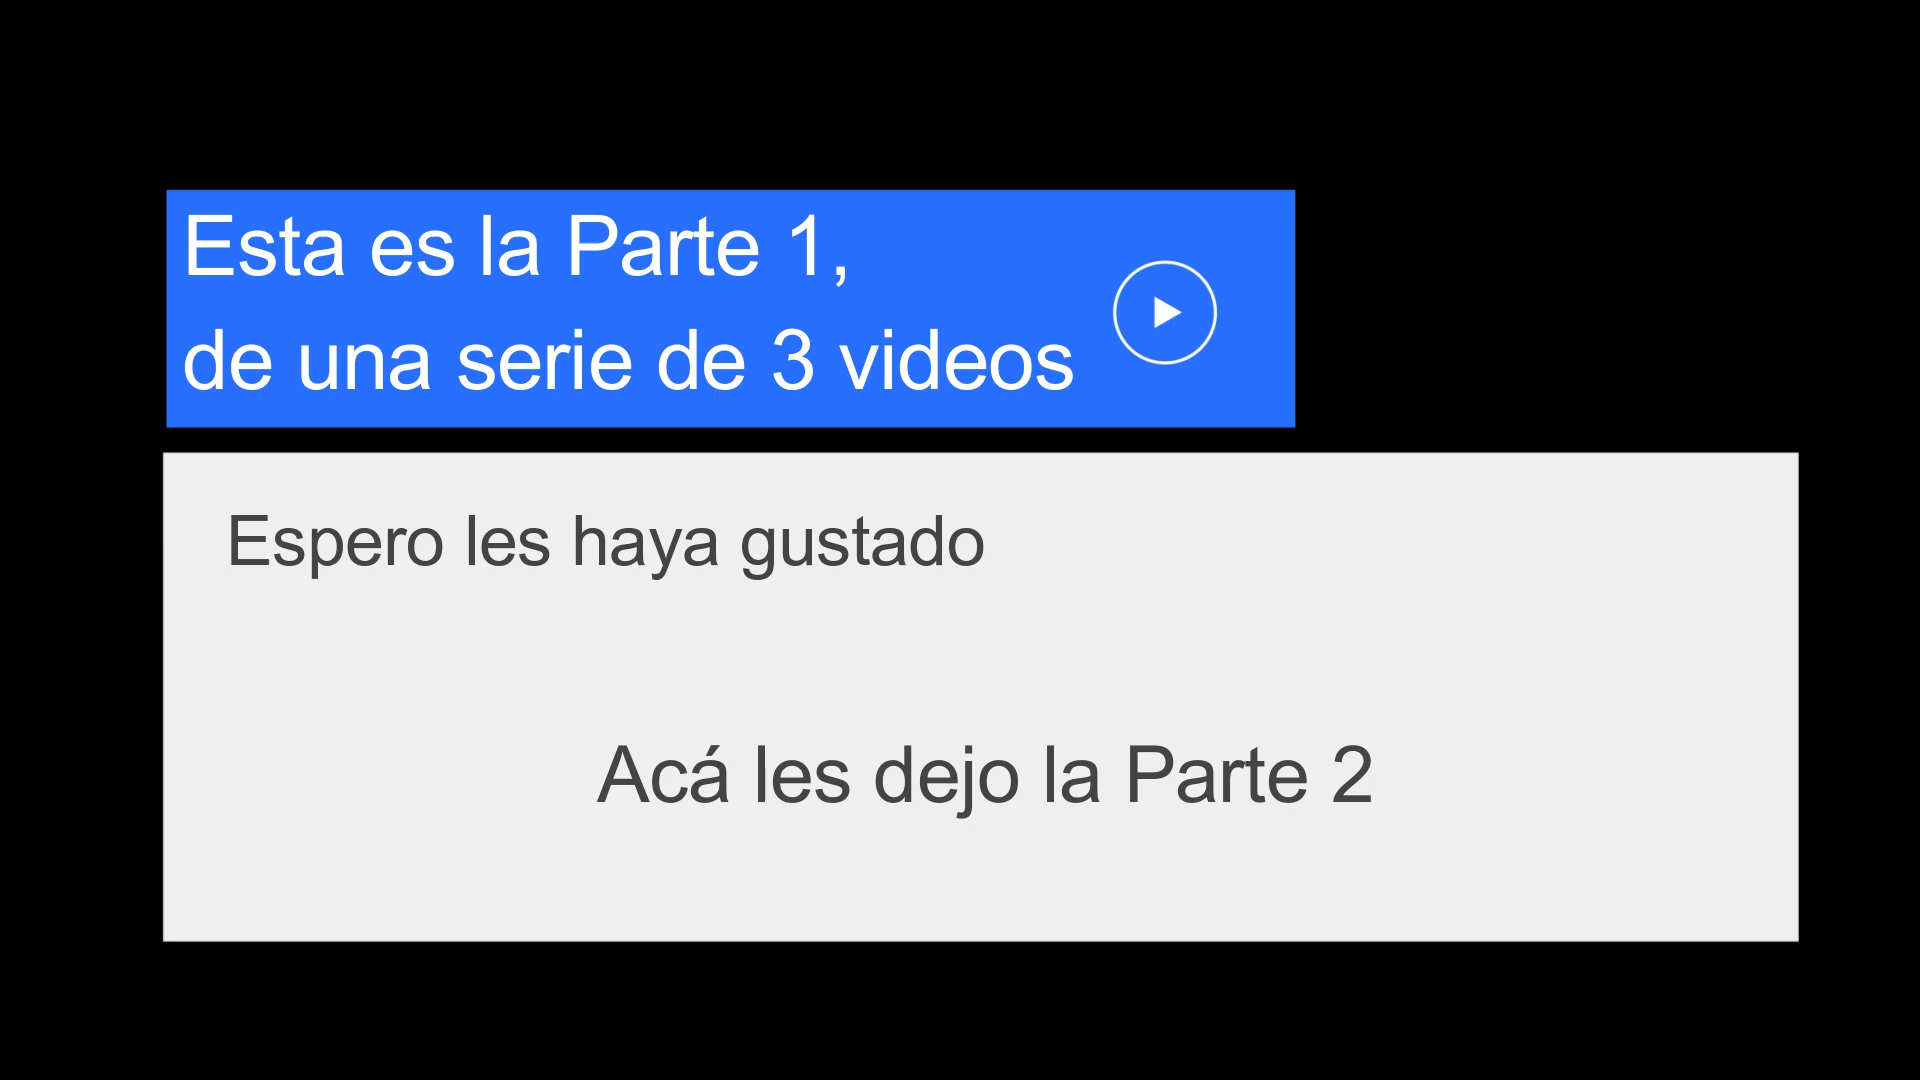 Esta es la Parte 1,
de una serie de 3 videos
Espero les haya gustado
Acá les dejo la Parte 2